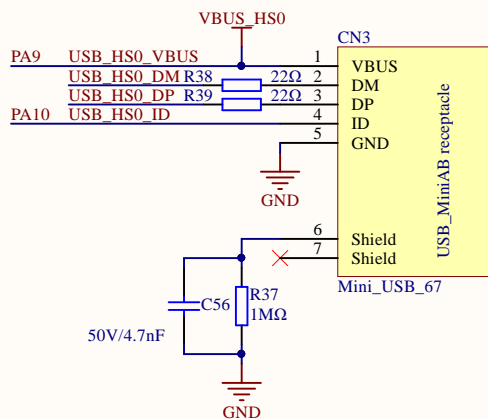 VBUS_HS0
CN3
PA9 USB_HS0_VBUS 1 VBUS
USB_HS0_DM R38 22Ω 2 DM
USB_HS0_DP R39 22Ω 3 DP
PA10 USB_HS0_ID 4 ID
5 GND
GND
USB_MiniAB receptacle
6 Shield
7 Shield
Mini_USB_67
C56 R37
1MΩ
50V/4.7nF
GND